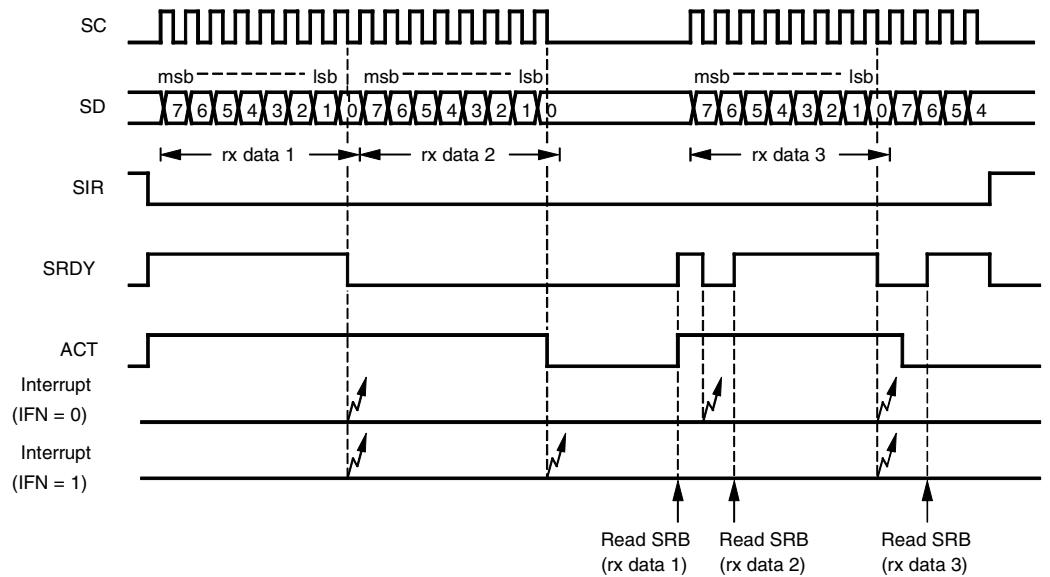 SC
msb lsb msb lsb msb lsb
SD 7 6 5 4 3 2 1 0 7 6 5 4 3 2 1 0 7 6 5 4 3 2 1 0 7 6 5 4
rx data 1 rx data 2 rx data 3
SIR
SRDY
ACT
Interrupt
(IFN = 0)
Interrupt
(IFN = 1)
Read SRB
(rx data 1)
Read SRB
(rx data 2)
Read SRB
(rx data 3)